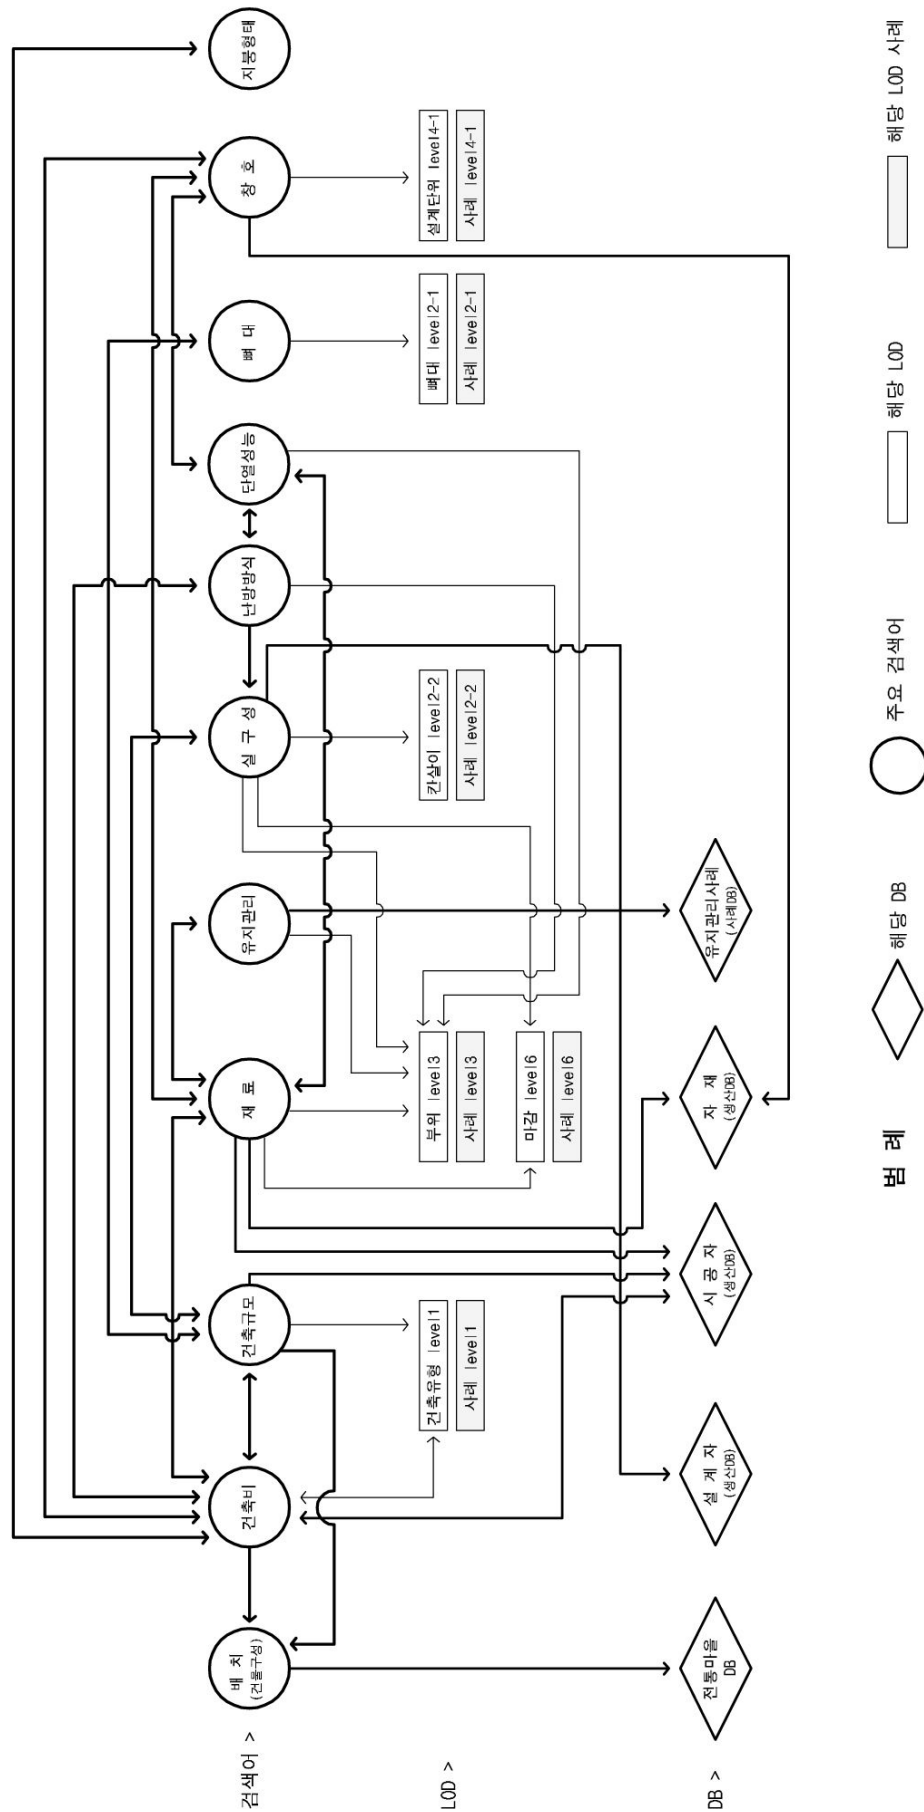 검색어 >
배 치
(건물구성)
건축비
건축규모
재 료
유지관리
실 구 성
난방방식
단열성능
뼈 대
창 호
지붕형태
LOD >
건축유형 level1
사례 level1
부위 level3
사례 level3
마감 level6
사례 level6
칸살이 level2-2
사례 level2-2
뼈대 level2-1
사례 level2-1
설계단위 level4-1
사례 level4-1
DB >
전통마을
DB
설 계 자
(생산DB)
시 공 자
(생산DB)
자 재
(생산DB)
유지관리사례
(사례DB)
범 례
해당 DB
주요 검색어
해당 LOD
해당 LOD 사례